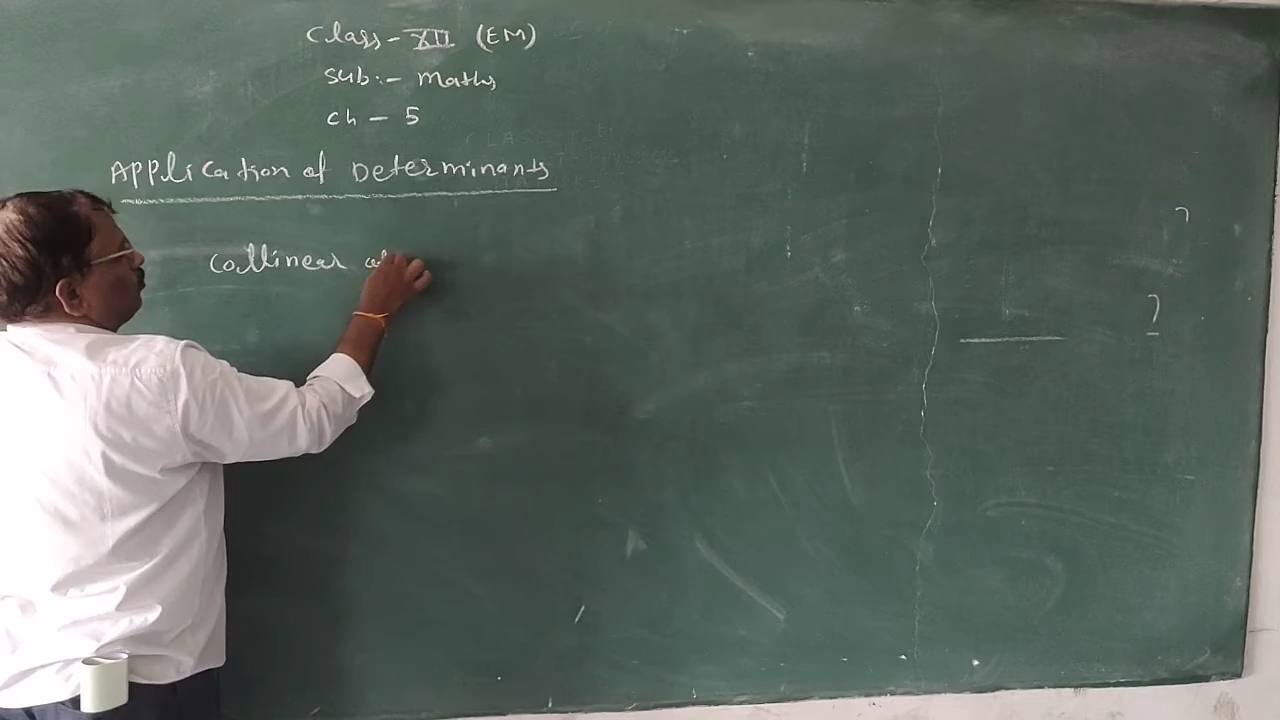 Class - XII (EM)
Sub :- Maths
Ch - 5
Application of Determinants
Collinear
?
?